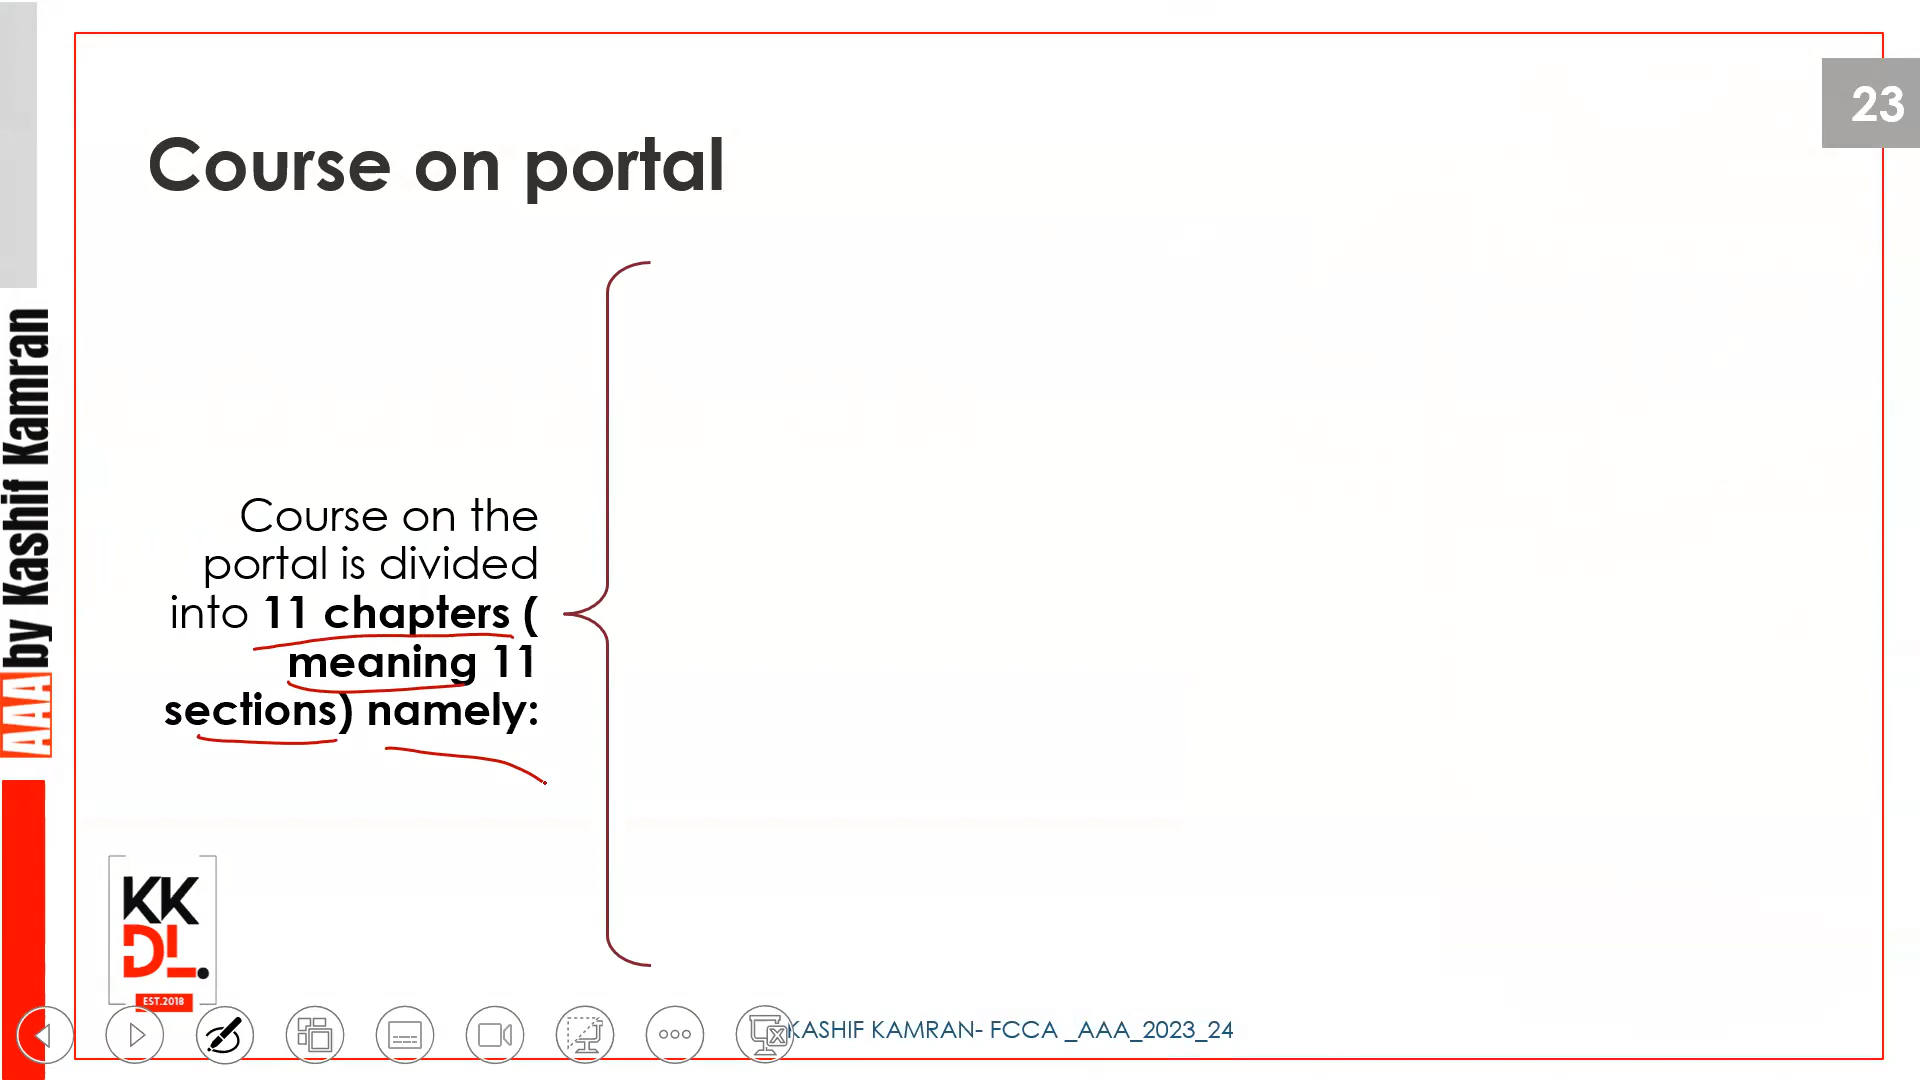 23
Course on portal
AAA by Kashif Kamran
Course on the
portal is divided
into 11 chapters (
meaning 11
sections) namely:
KK
DL.
EST.2018
KASHIF KAMRAN- FCCA _AAA_2023_24